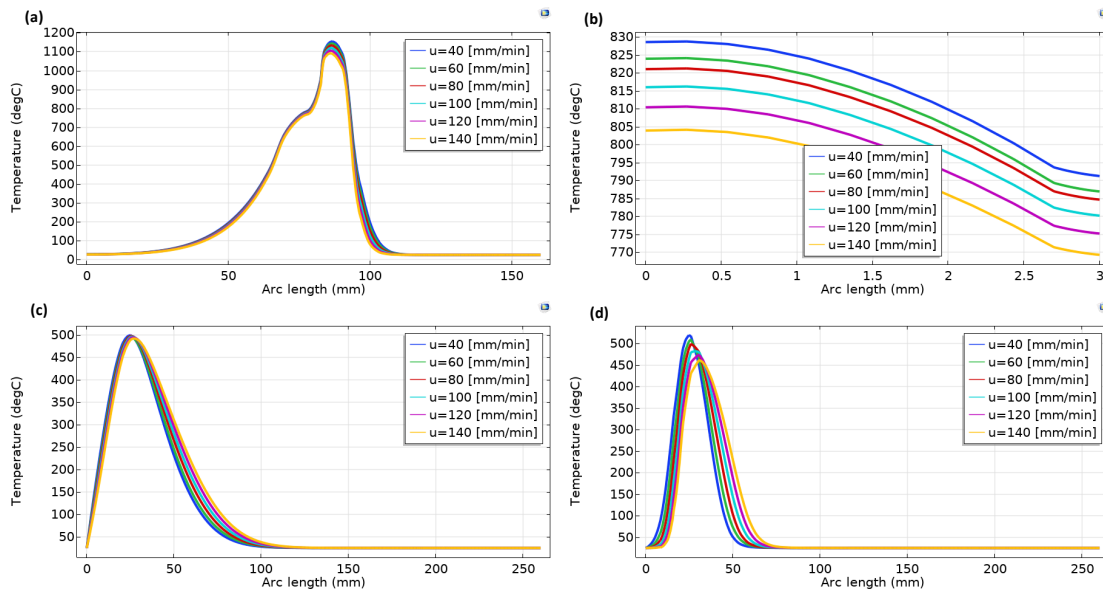 (a)
Temperature (degC)
1200
1100
1000
900
800
700
600
500
400
300
200
100
0
u=40 [mm/min]
u=60 [mm/min]
u=80 [mm/min]
u=100 [mm/min]
u=120 [mm/min]
u=140 [mm/min]
0 50 100 150
Arc length (mm)
(b)
Temperature (degC)
830
825
820
815
810
805
800
795
790
785
780
775
770
u=40 [mm/min]
u=60 [mm/min]
u=80 [mm/min]
u=100 [mm/min]
u=120 [mm/min]
u=140 [mm/min]
0 0.5 1 1.5 2 2.5 3
Arc length (mm)
(c)
Temperature (degC)
500
450
400
350
300
250
200
150
100
50
u=40 [mm/min]
u=60 [mm/min]
u=80 [mm/min]
u=100 [mm/min]
u=120 [mm/min]
u=140 [mm/min]
0 50 100 150 200 250
Arc length (mm)
(d)
Temperature (degC)
500
450
400
350
300
250
200
150
100
50
u=40 [mm/min]
u=60 [mm/min]
u=80 [mm/min]
u=100 [mm/min]
u=120 [mm/min]
u=140 [mm/min]
0 50 100 150 200 250
Arc length (mm)